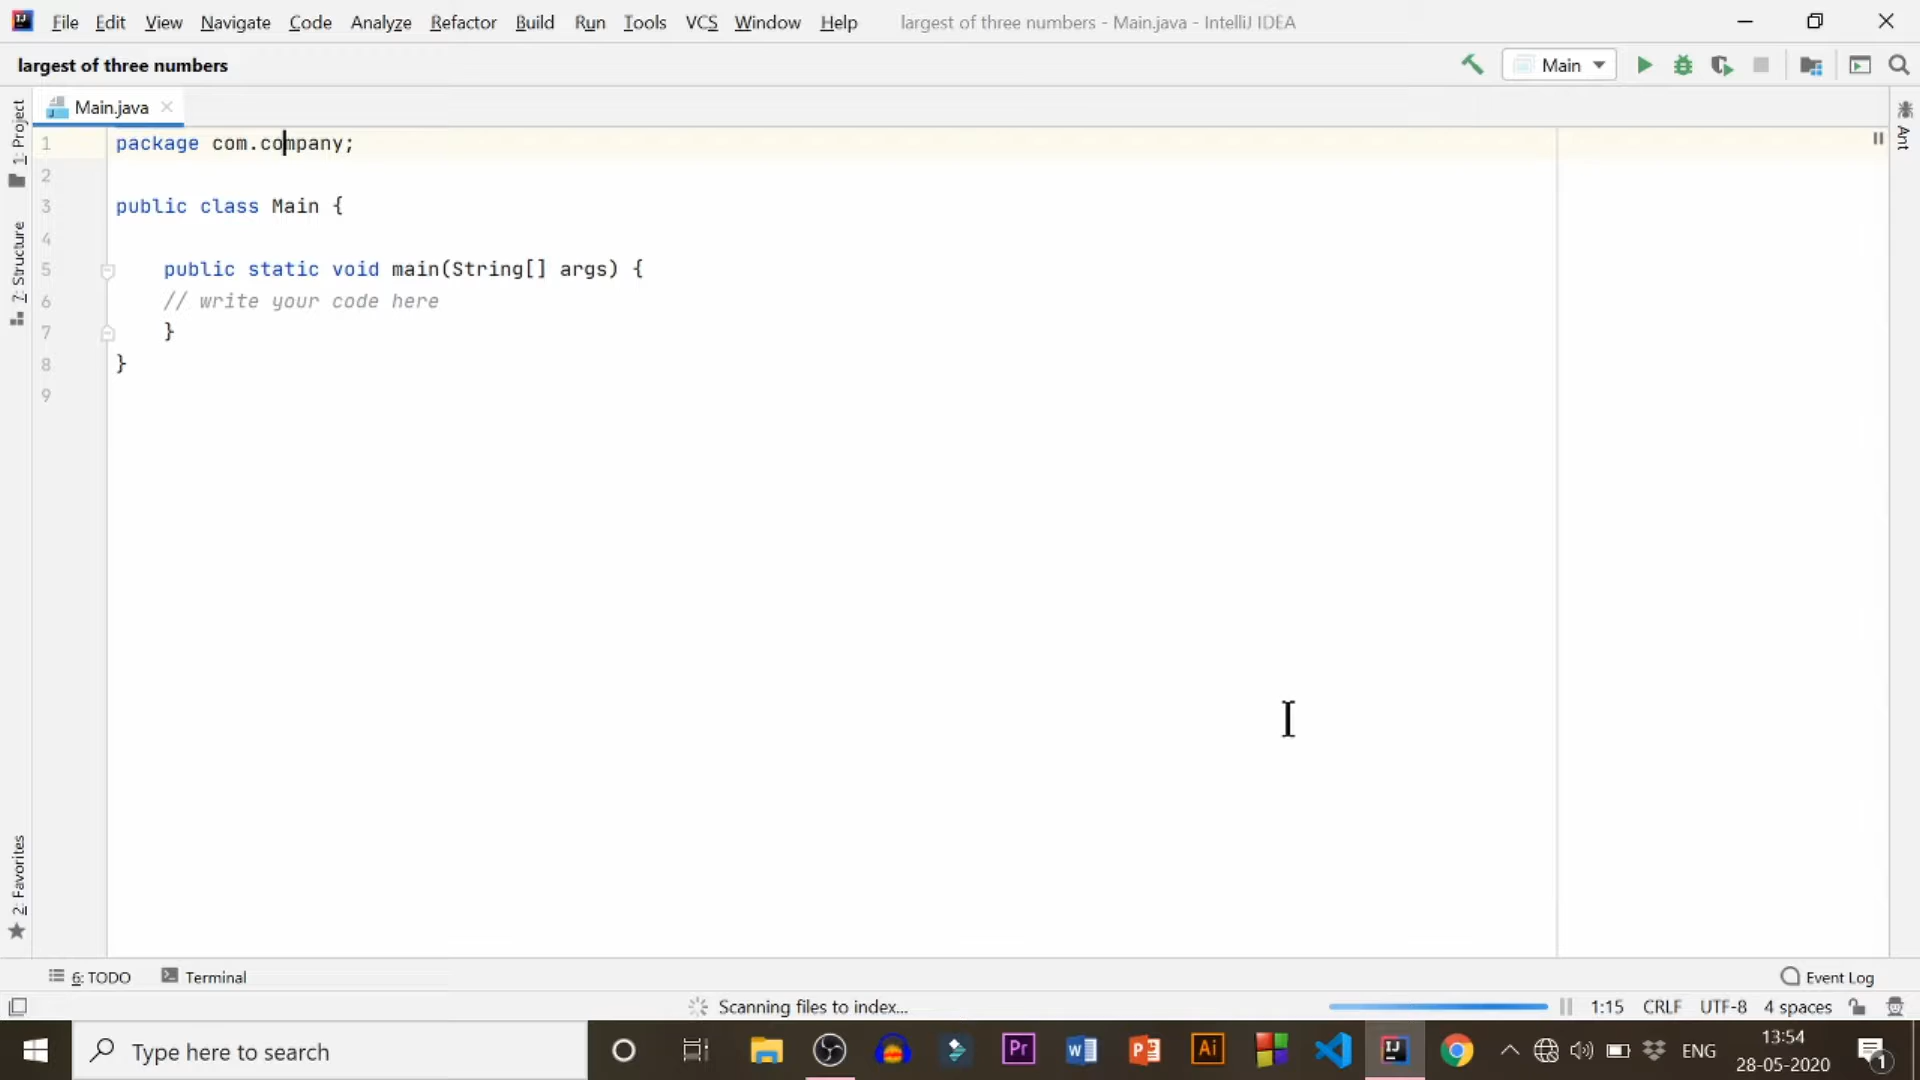 File Edit View Navigate Code Analyze Refactor Build Run Tools VCS Window Help largest of three numbers - Main.java - IntelliJ IDEA
largest of three numbers Main
1: Project Main.java Ant
1 package com.company;
2
3 public class Main {
4
5 public static void main(String[] args) {
6 // write your code here
7 }
8 }
9
7: Structure
2: Favorites
6: TODO Terminal Event Log
Scanning files to index... 1:15 CRLF UTF-8 4 spaces
Type here to search Pr Ai IJ ENG 13:54
28-05-2020 1